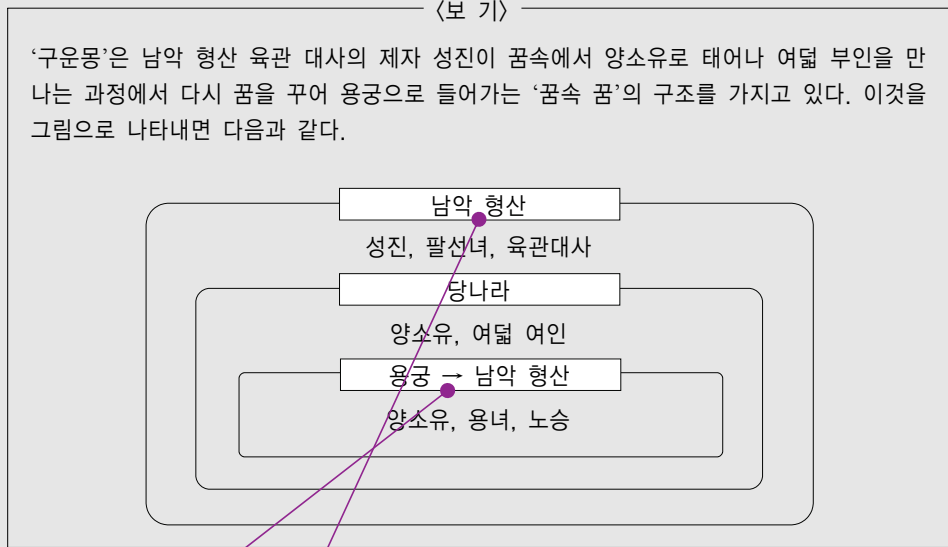 〈보 기〉
‘구운몽’은 남악 형산 육관 대사의 제자 성진이 꿈속에서 양소유로 태어나 여덟 부인을 만
나는 과정에서 다시 꿈을 꾸어 용궁으로 들어가는 ‘꿈속 꿈’의 구조를 가지고 있다. 이것을
그림으로 나타내면 다음과 같다.
남악 형산
성진, 팔선녀, 육관대사
당나라
양소유, 여덟 여인
용궁 → 남악 형산
양소유, 용녀, 노승